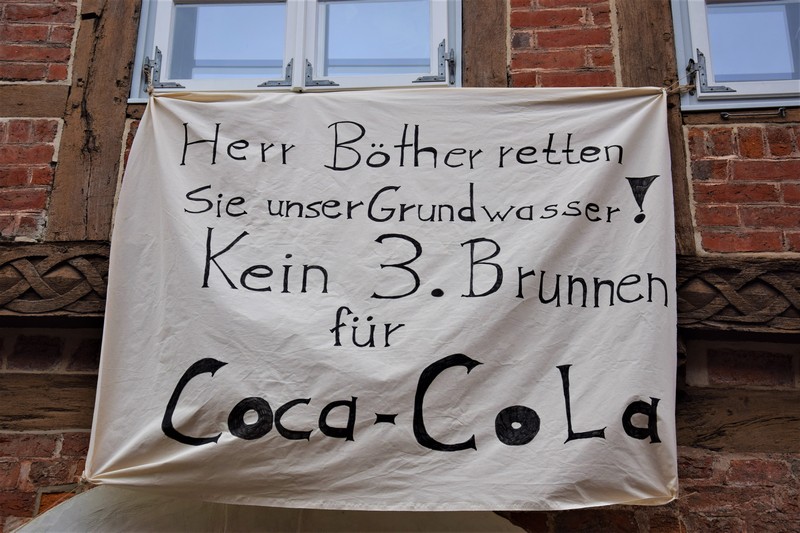 Herr Böther retten
Sie unser Grundwasser!
Kein 3. Brunnen
für
Coca-Cola